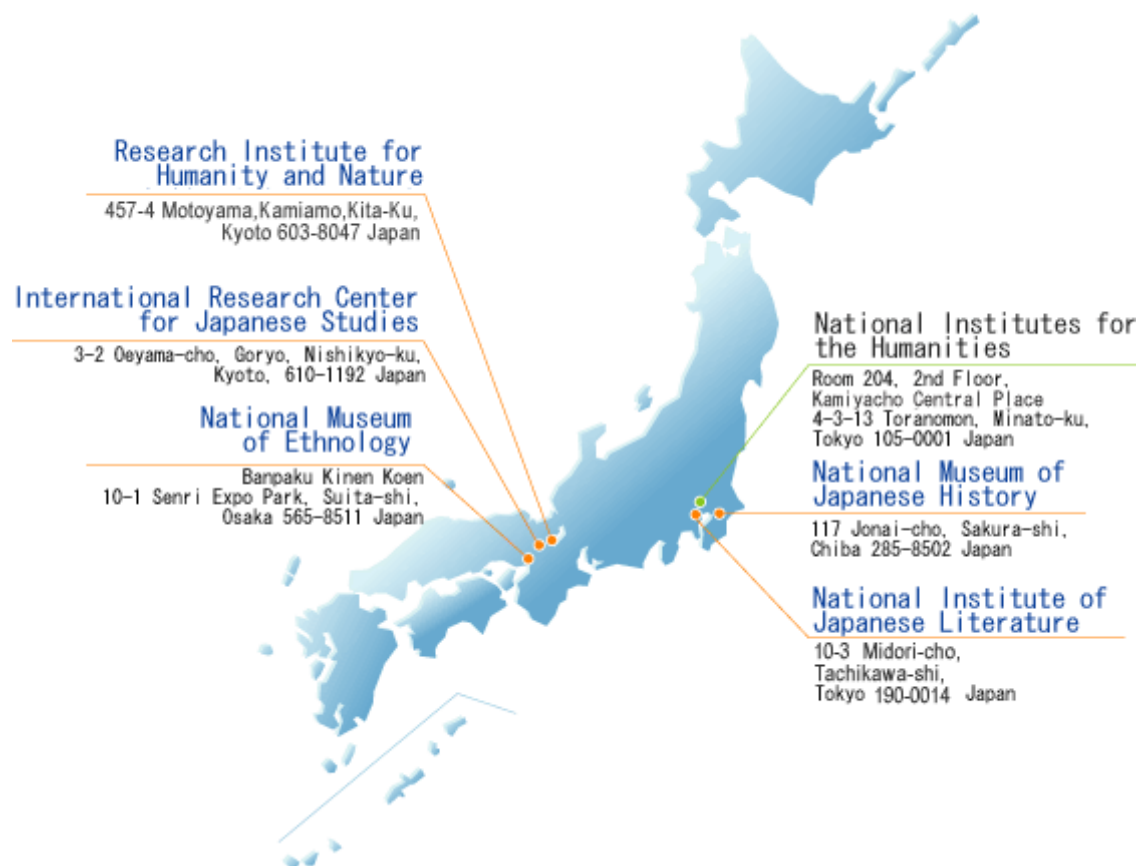 Research Institute for
Humanity and Nature
457-4 Motoyama,Kamiamo,Kita-Ku,
Kyoto 603-8047 Japan
International Research Center
for Japanese Studies
3-2 Oeyama-cho, Goryo, Nishikyo-ku,
Kyoto, 610-1192 Japan
National Museum
of Ethnology
Banpaku Kinen Koen
10-1 Senri Expo Park, Suita-shi,
Osaka 565-8511 Japan
National Institutes for
the Humanities
Room 204, 2nd Floor,
Kamiyacho Central Place
4-3-13 Toranomon, Minato-ku,
Tokyo 105-0001 Japan
National Museum of
Japanese History
117 Jonai-cho, Sakura-shi,
Chiba 285-8502 Japan
National Institute of
Japanese Literature
10-3 Midori-cho,
Tachikawa-shi,
Tokyo 190-0014 Japan